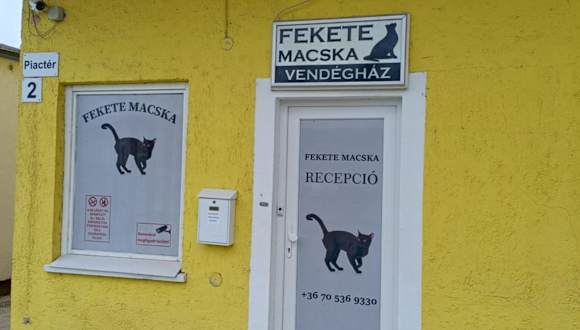 FEKETE
MACSKA
VENDÉGHÁZ
Piactér
2
FEKETE MACSKA
FEKETE MACSKA
RECEPCIÓ
+36 70 536 9330